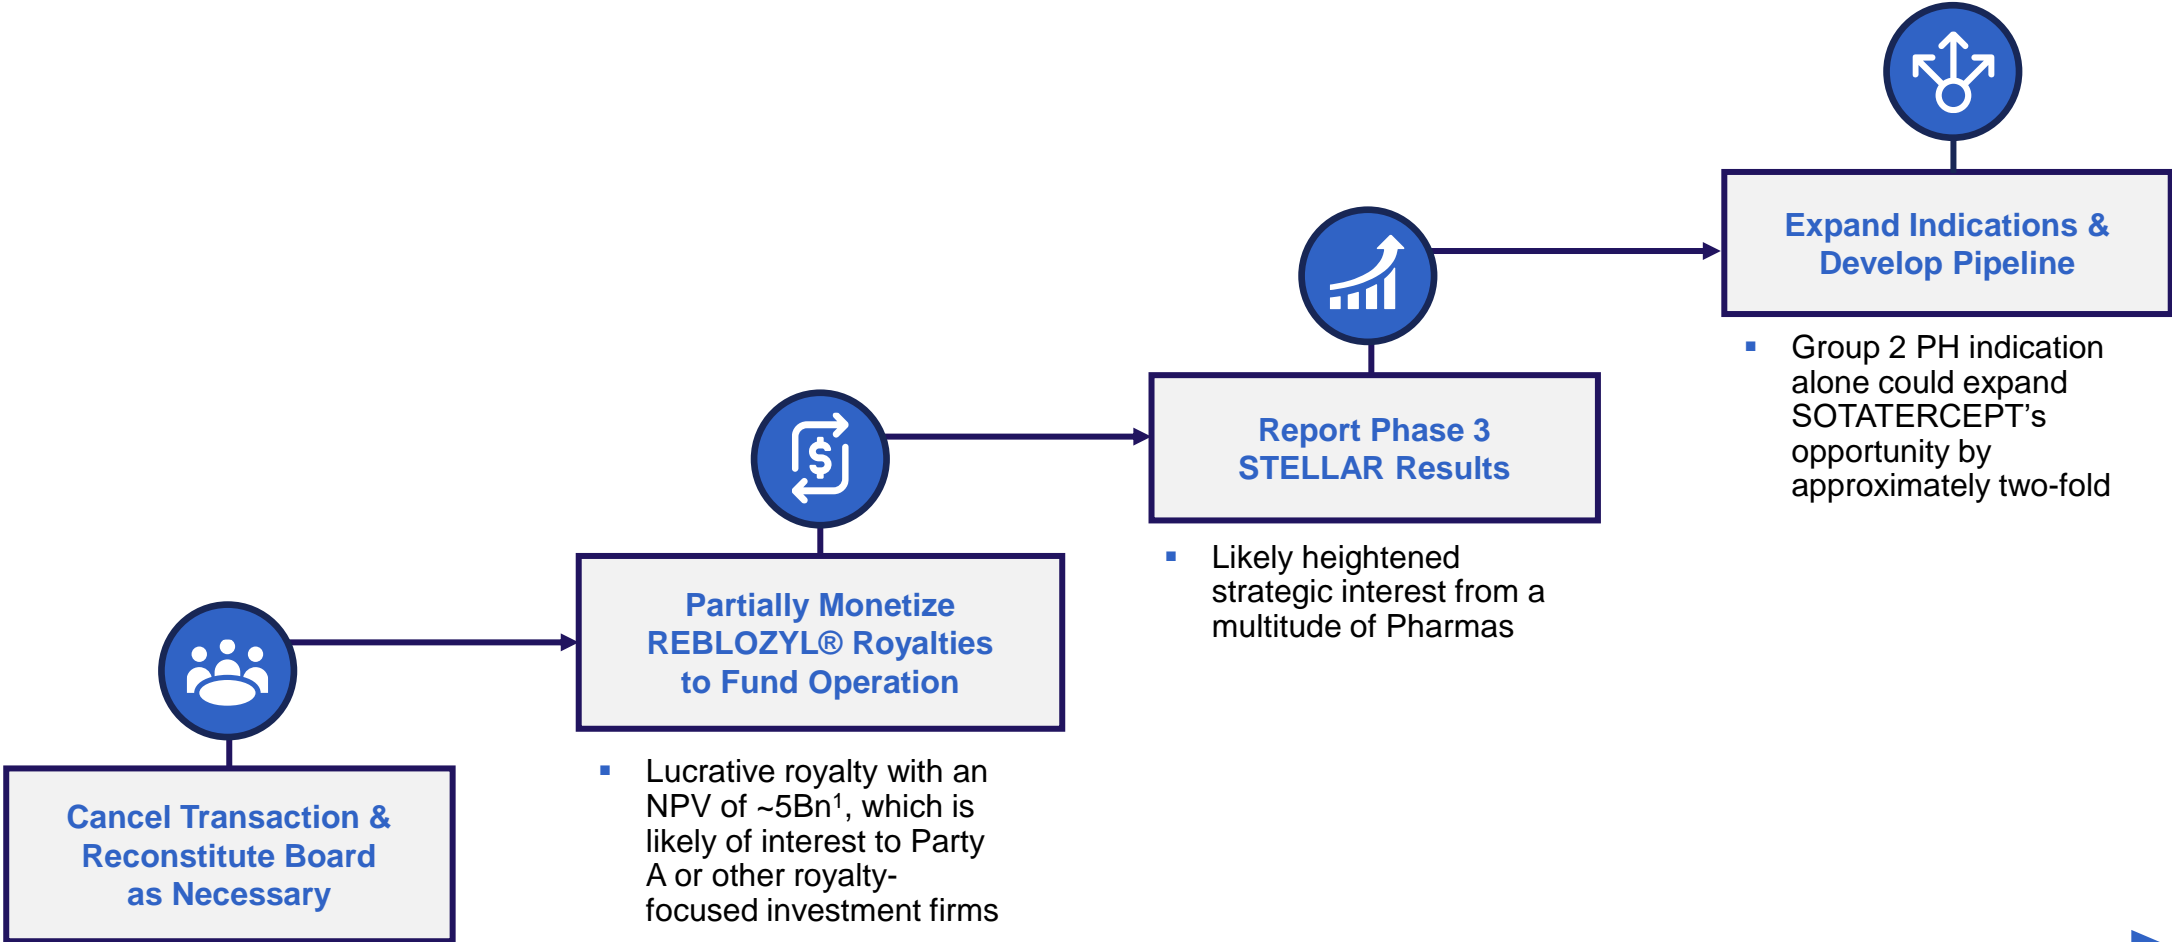 Cancel Transaction &
Reconstitute Board
as Necessary
Partially Monetize
REBLOZYL® Royalties
to Fund Operation
▪ Lucrative royalty with an
NPV of ~5Bn¹, which is
likely of interest to Party
A or other royalty-
focused investment firms
Report Phase 3
STELLAR Results
▪ Likely heightened
strategic interest from a
multitude of Pharmas
Expand Indications &
Develop Pipeline
▪ Group 2 PH indication
alone could expand
SOTATERCEPT’s
opportunity by
approximately two-fold